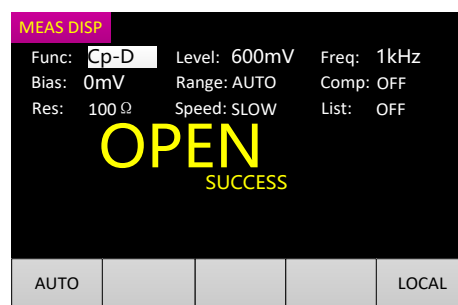 MEAS DISP
Func: Cp-D Level: 600mV Freq: 1kHz
Bias: 0mV Range: AUTO Comp: OFF
Res: 100 Ω Speed: SLOW List: OFF
OPEN
SUCCESS
AUTO LOCAL